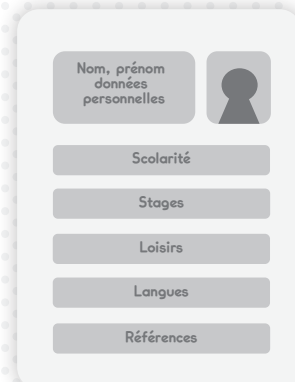 Nom, prénom
données
personnelles
Scolarité
Stages
Loisirs
Langues
Références